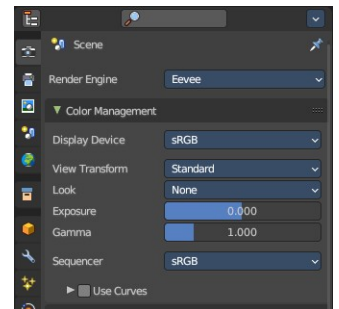 Scene
Render Engine Eevee
Color Management
Display Device sRGB
View Transform Standard
Look None
Exposure 0.000
Gamma 1.000
Sequencer sRGB
Use Curves